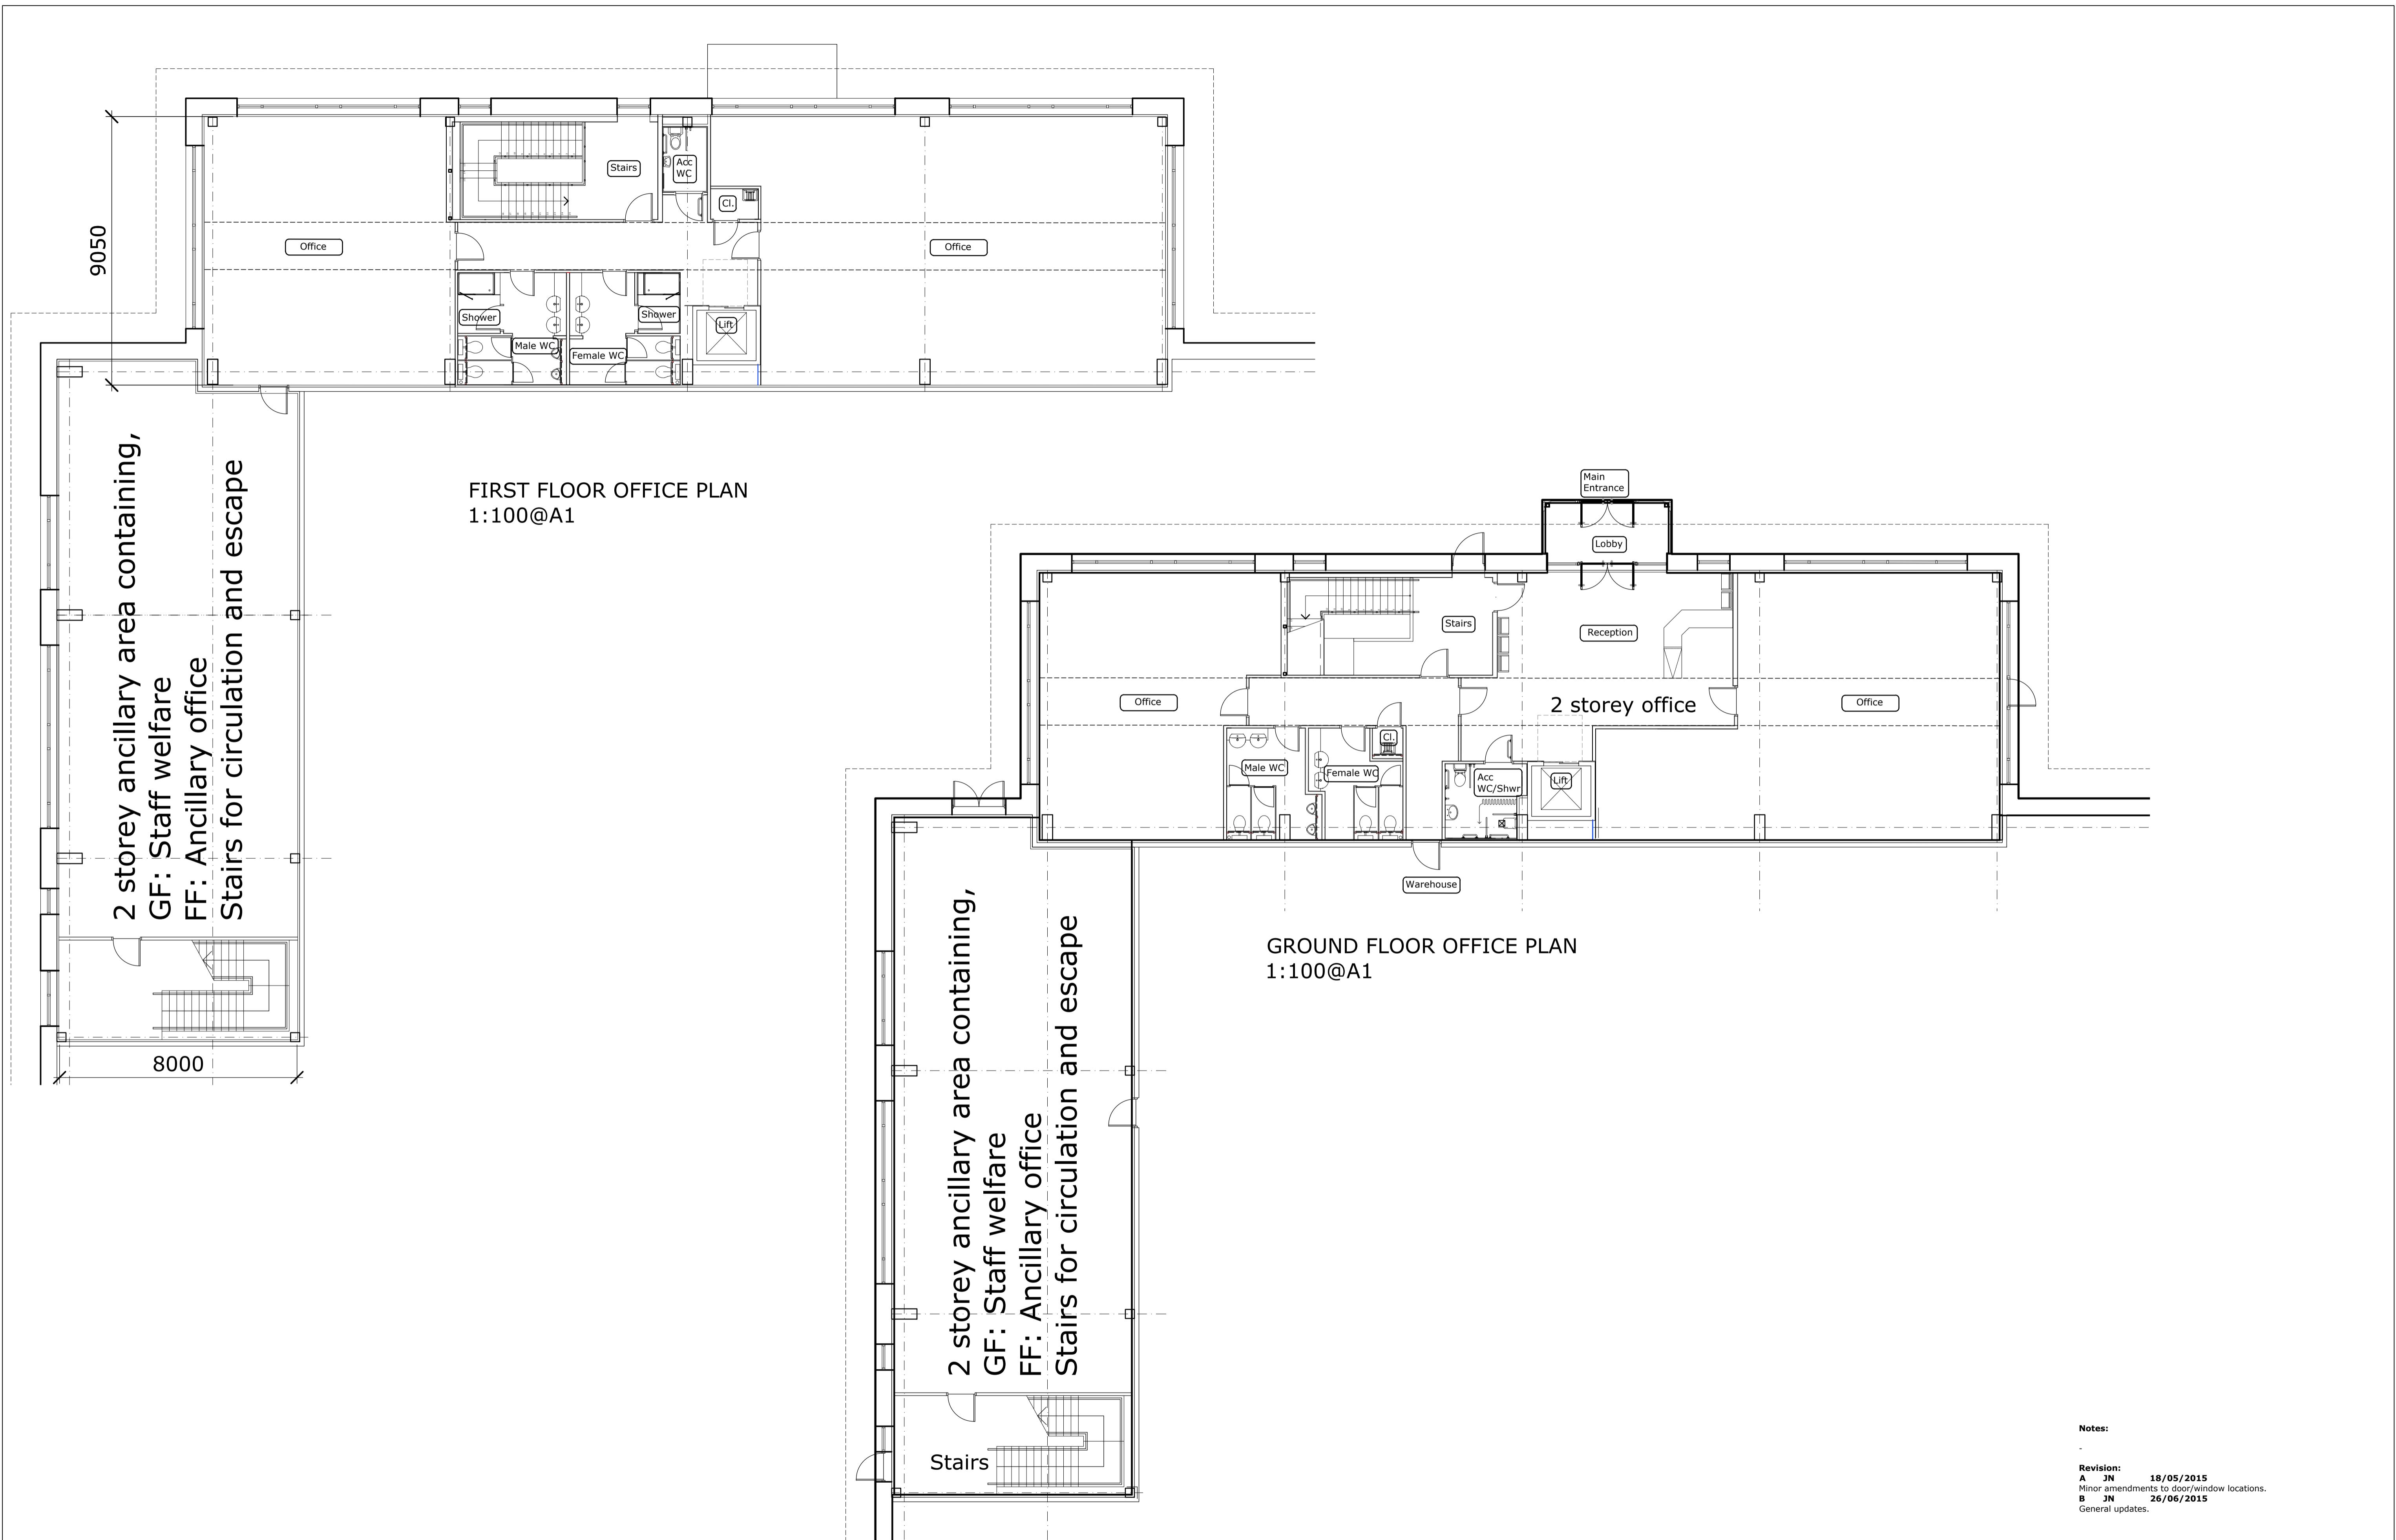 9050
Office
Stairs
Acc
WC
Cl.
Office
Shower
Male WC
Female WC
Shower
Lift
2 storey ancillary area containing,
GF: Staff welfare
FF: Ancillary office
Stairs for circulation and escape
8000
FIRST FLOOR OFFICE PLAN
1:100@A1
Main
Entrance
Lobby
Stairs
Reception
Office
2 storey office
Office
Male WC
Female WC
Cl.
Acc
WC/Shwr
Lift
Warehouse
GROUND FLOOR OFFICE PLAN
1:100@A1
2 storey ancillary area containing,
GF: Staff welfare
FF: Ancillary office
Stairs for circulation and escape
Stairs
Notes:
-
Revision:
A JN 18/05/2015
Minor amendments to door/window locations.
B JN 26/06/2015
General updates.